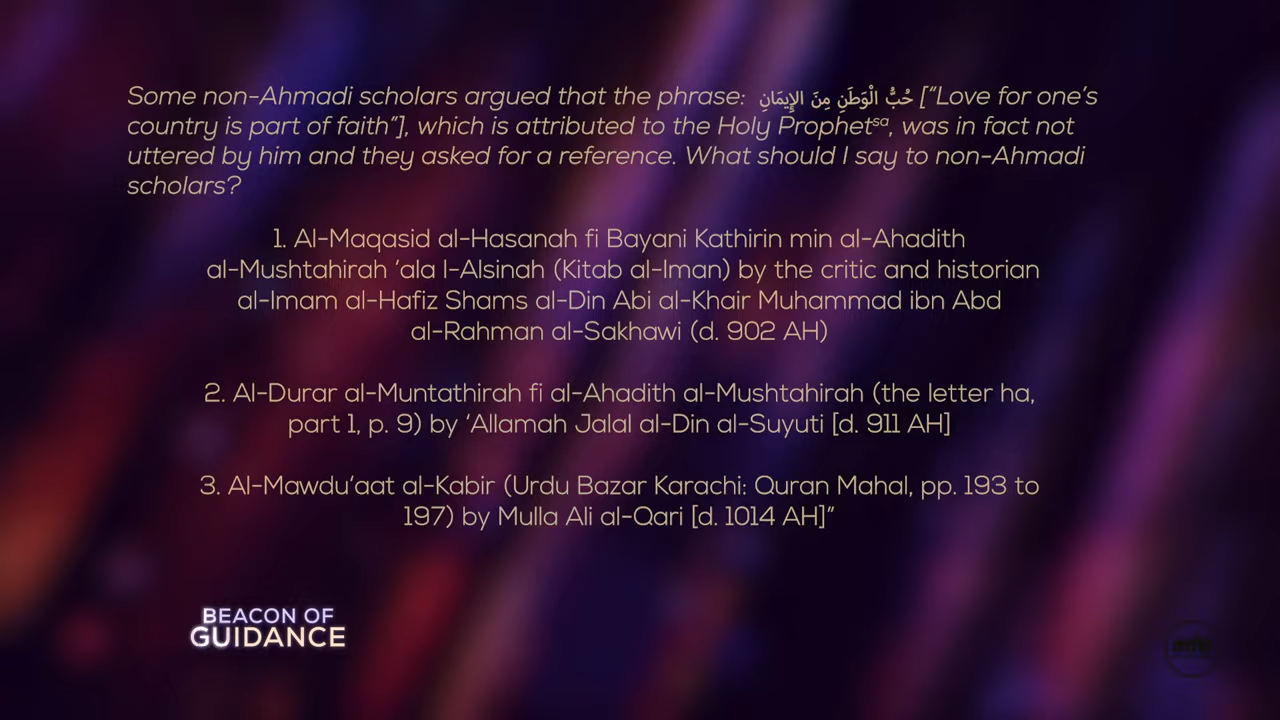 Some non-Ahmadi scholars argued that the phrase: حُبُّ الْوَطَنِ مِنَ الإِيمَانِ ["Love for one's
country is part of faith"], which is attributed to the Holy Prophetˢᵃ, was in fact not
uttered by him and they asked for a reference. What should I say to non-Ahmadi
scholars?
1. Al-Maqasid al-Hasanah fi Bayani Kathirin min al-Ahadith
al-Mushtahirah 'ala l-Alsinah (Kitab al-Iman) by the critic and historian
al-Imam al-Hafiz Shams al-Din Abi al-Khair Muhammad ibn Abd
al-Rahman al-Sakhawi (d. 902 AH)
2. Al-Durar al-Muntathirah fi al-Ahadith al-Mushtahirah (the letter ha,
part 1, p. 9) by 'Allamah Jalal al-Din al-Suyuti [d. 911 AH]
3. Al-Mawdu'aat al-Kabir (Urdu Bazar Karachi: Quran Mahal, pp. 193 to
197) by Mulla Ali al-Qari [d. 1014 AH]"
BEACON OF
GUIDANCE